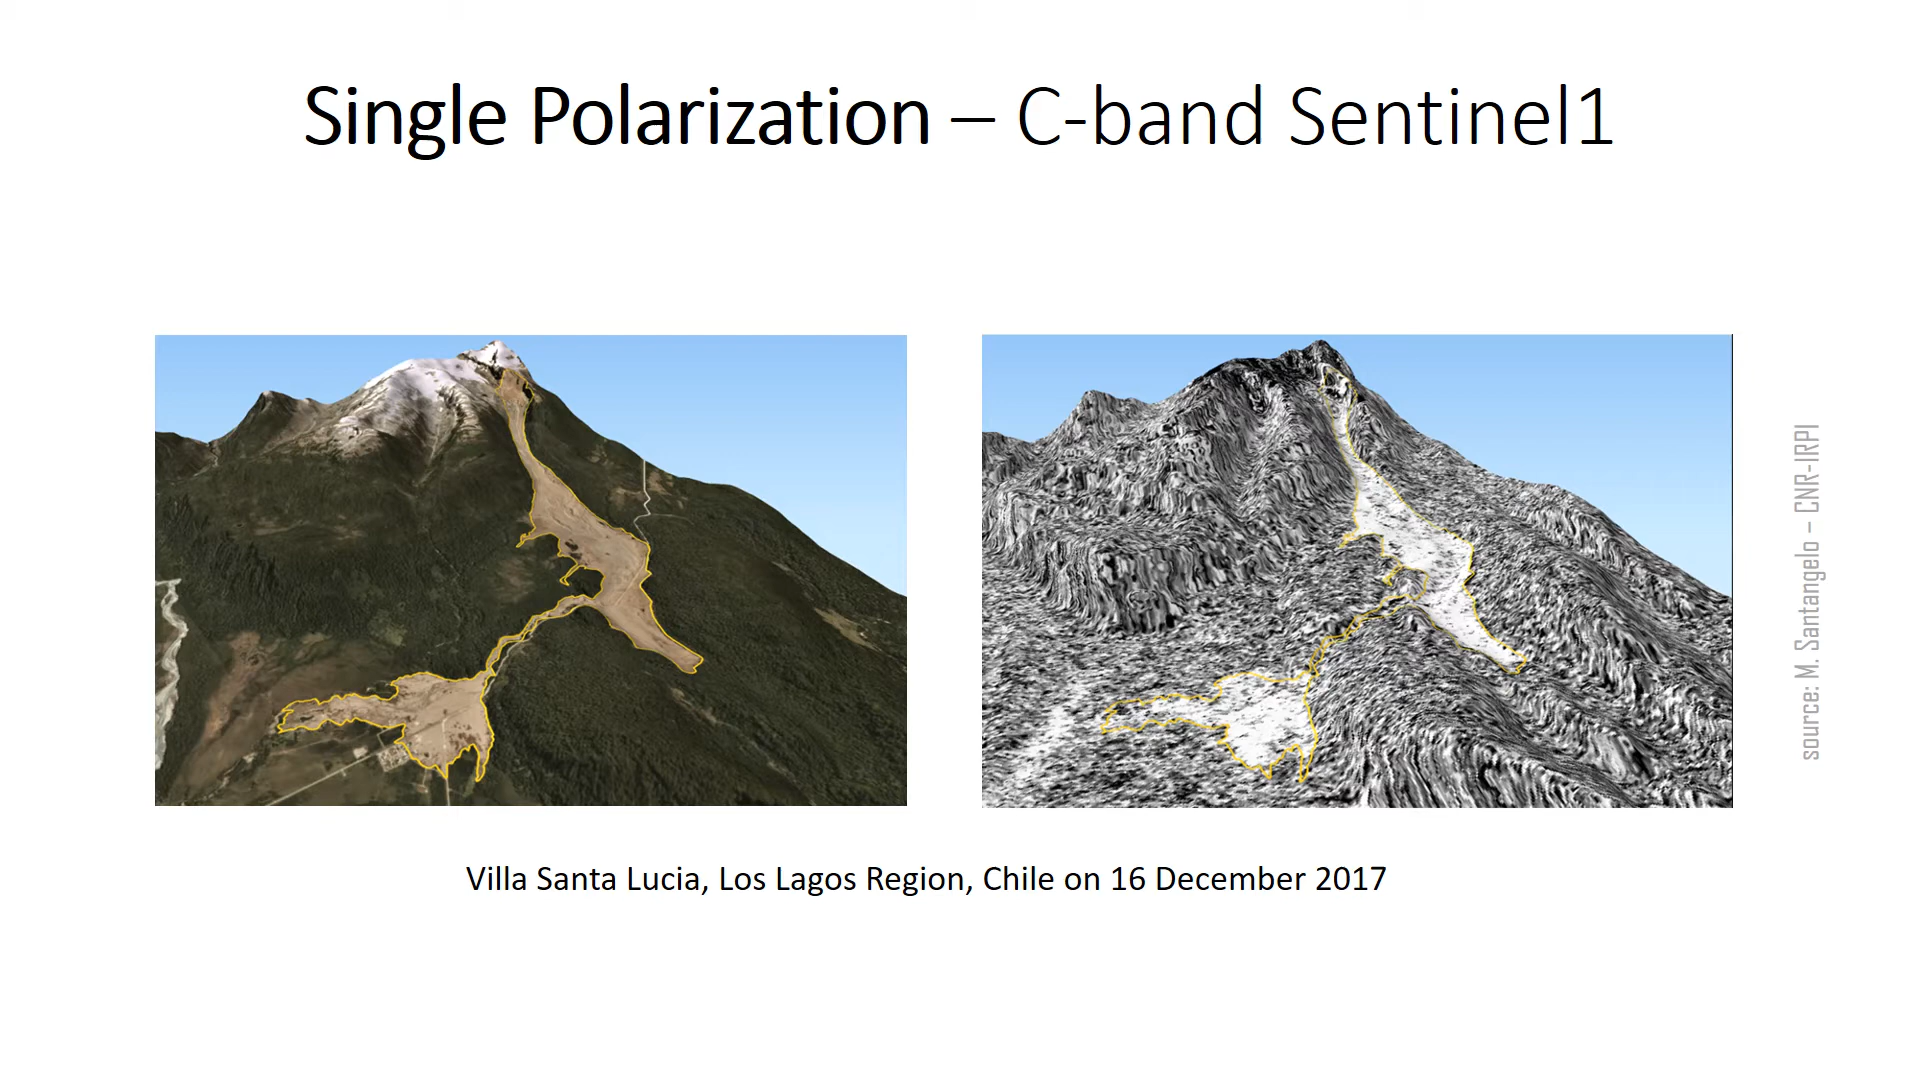 Single Polarization – C-band Sentinel1
source: M. Santangelo – CNR-IRPI
Villa Santa Lucia, Los Lagos Region, Chile on 16 December 2017